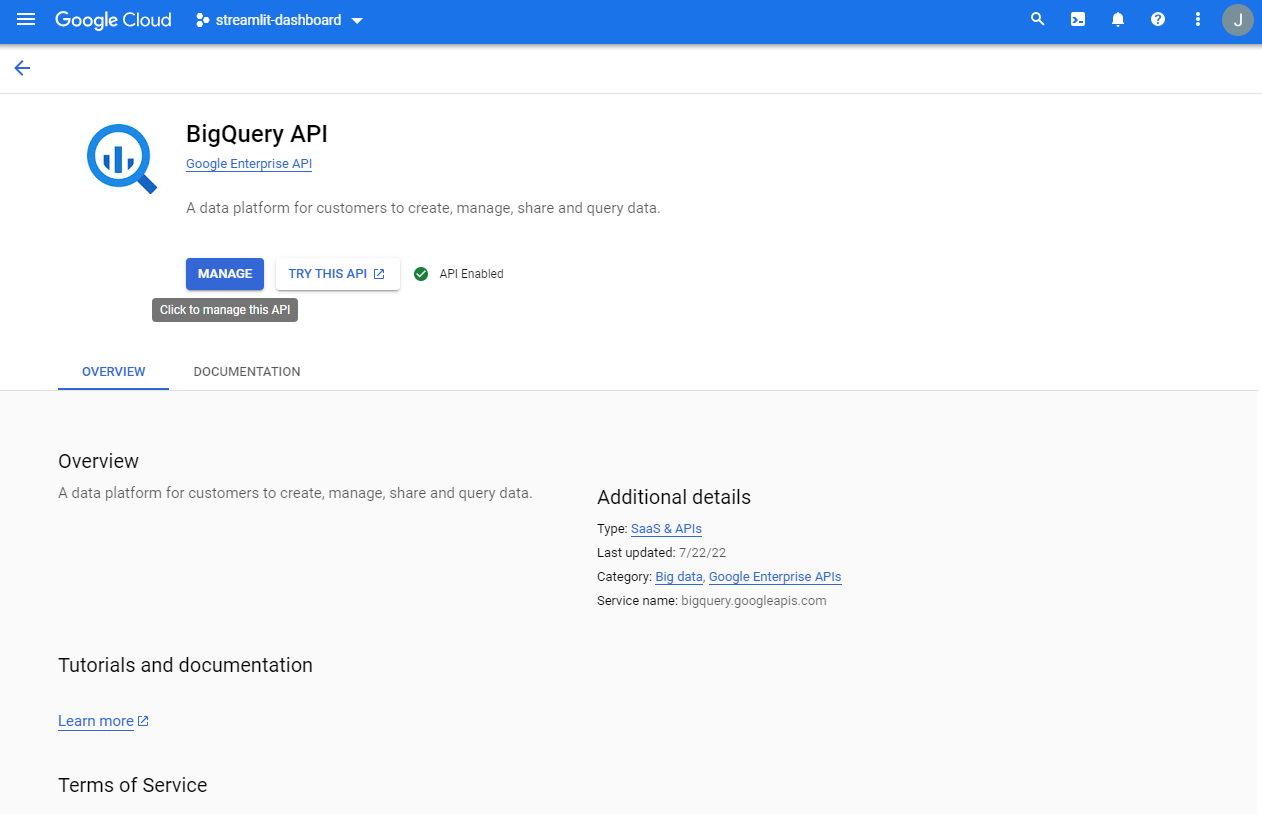 Google Cloud streamlit-dashboard J
BigQuery API
Google Enterprise API
A data platform for customers to create, manage, share and query data.
MANAGE TRY THIS API API Enabled
Click to manage this API
OVERVIEW DOCUMENTATION
Overview
A data platform for customers to create, manage, share and query data.
Additional details
Type: SaaS & APIs
Last updated: 7/22/22
Category: Big data, Google Enterprise APIs
Service name: bigquery.googleapis.com
Tutorials and documentation
Learn more
Terms of Service